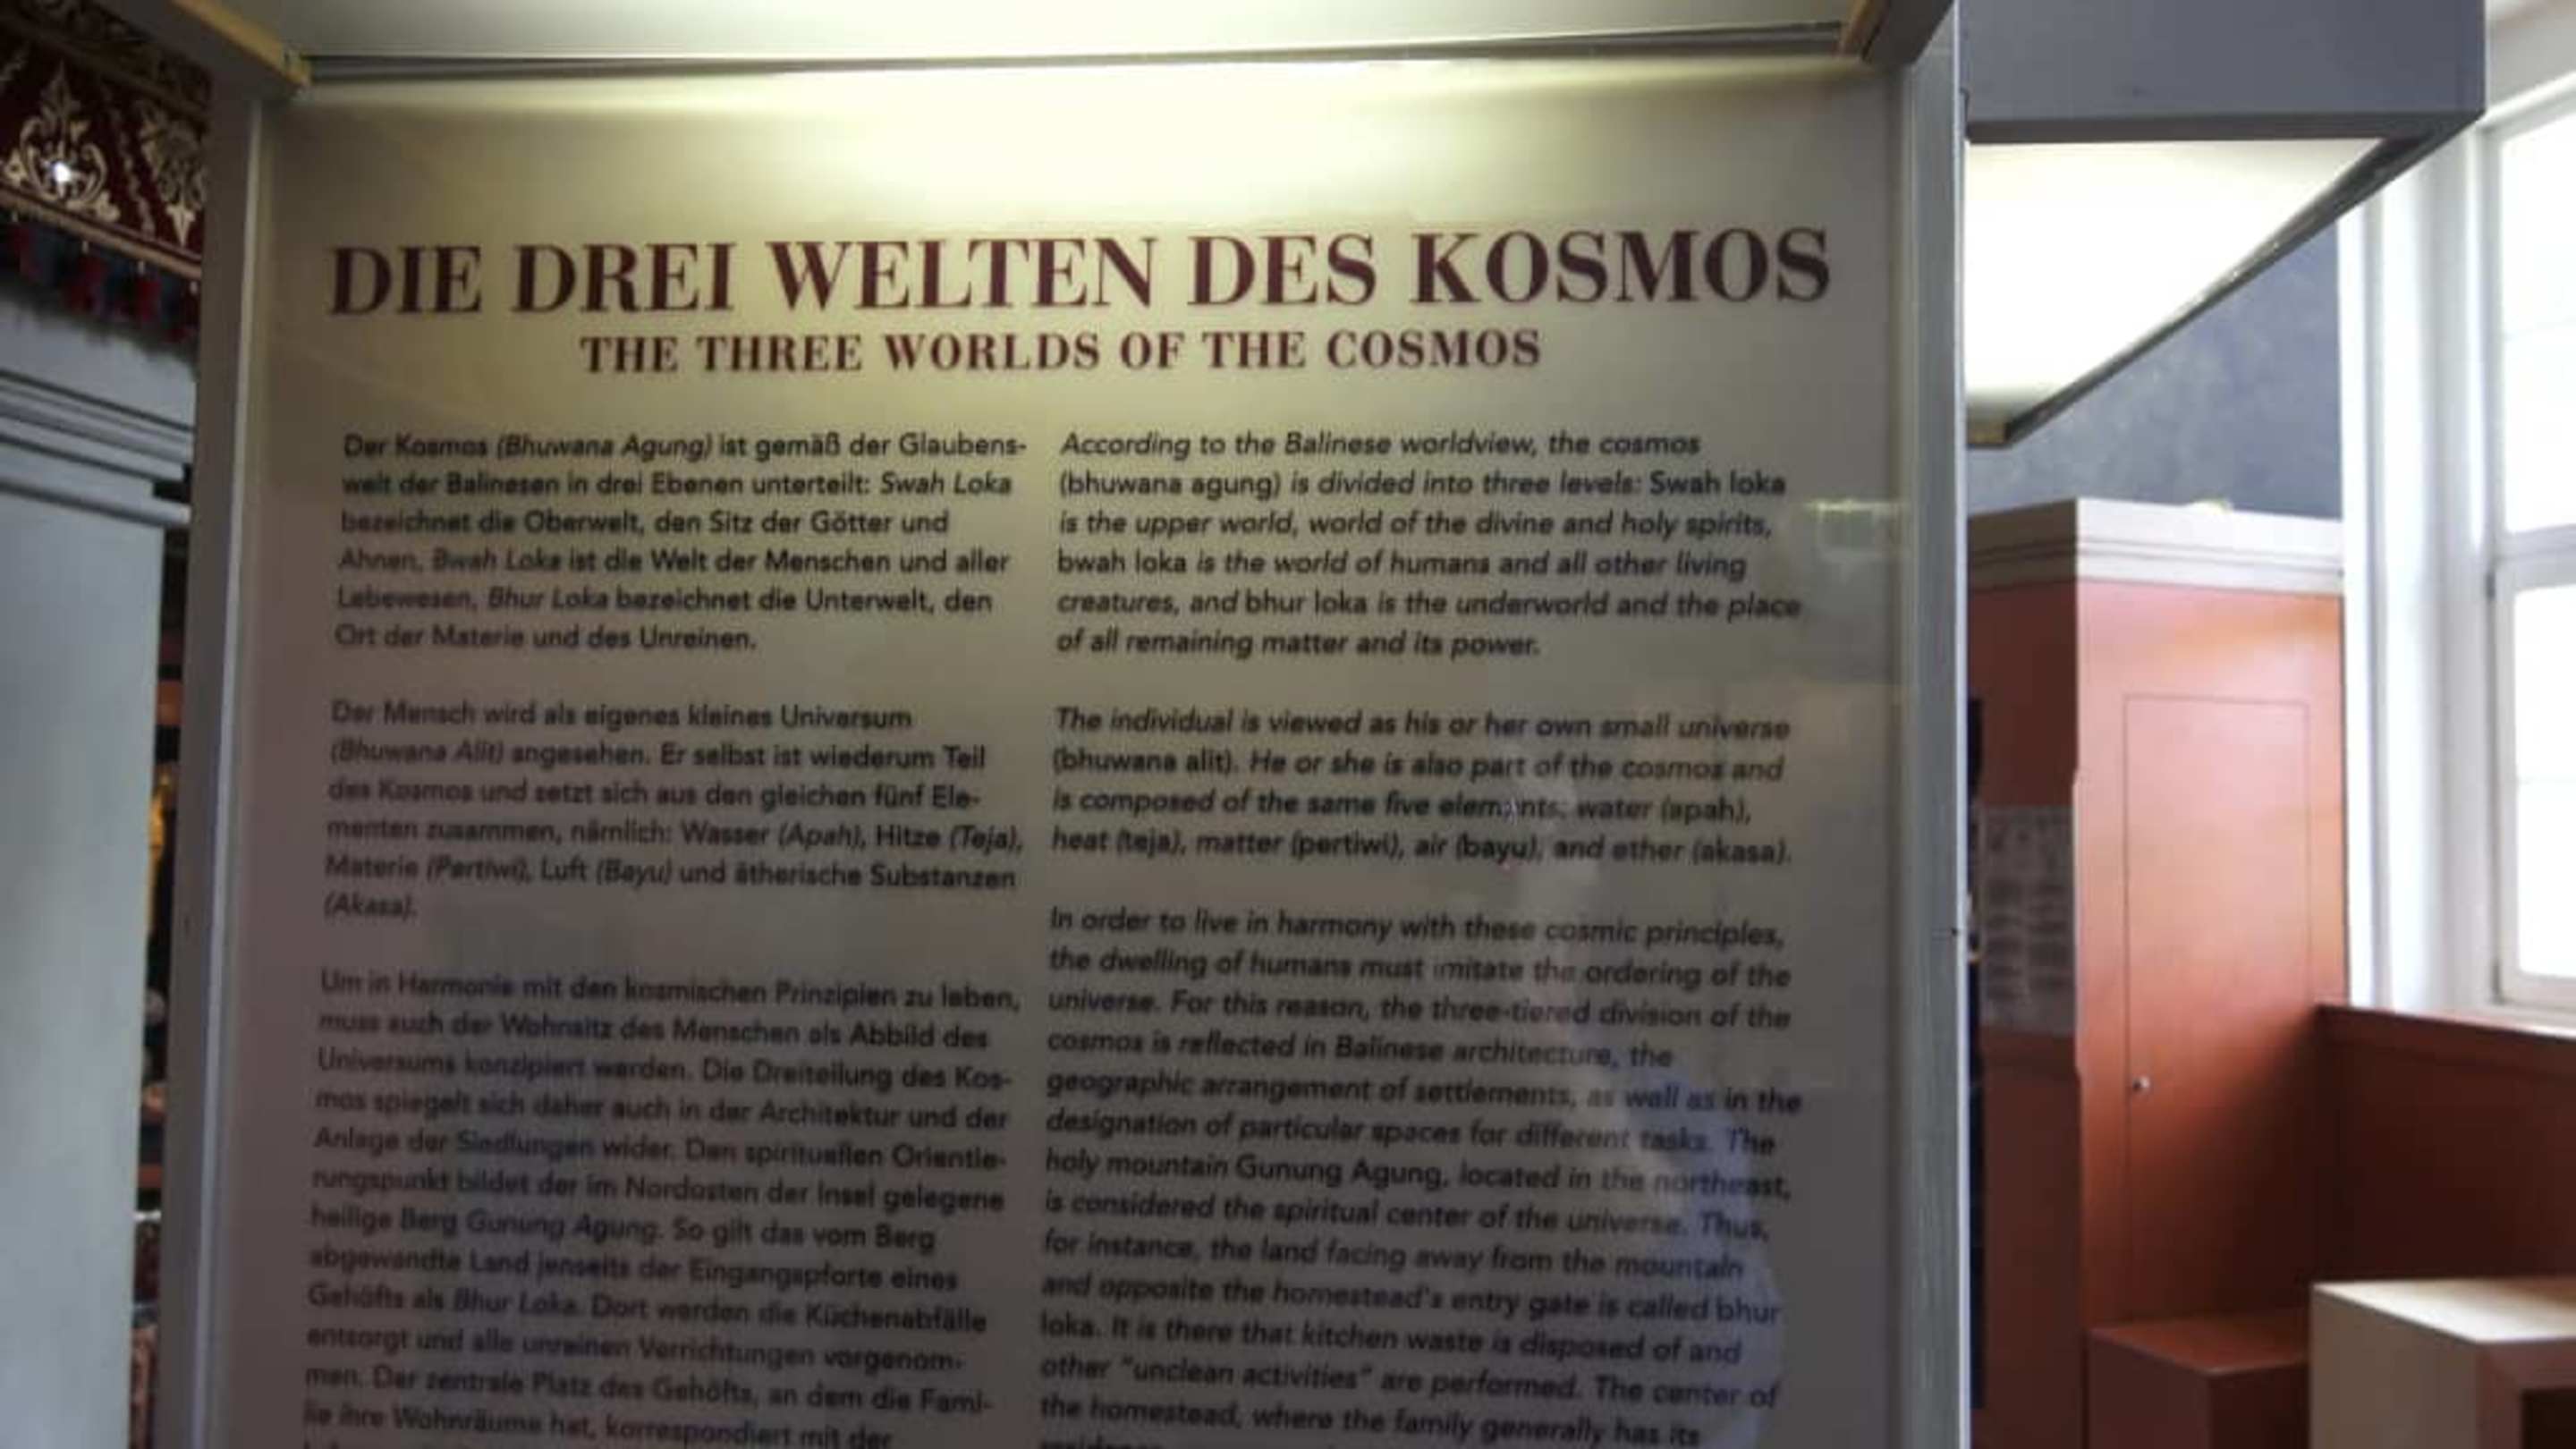 DIE DREI WELTEN DES KOSMOS
THE THREE WORLDS OF THE COSMOS
Der Kosmos (Bhuwana Agung) ist gemäß der Glaubens-
welt der Balinesen in drei Ebenen unterteilt: Swah Loka
bezeichnet die Oberwelt, den Sitz der Götter und
Ahnen, Bwah Loka ist die Welt der Menschen und aller
Lebewesen, Bhur Loka bezeichnet die Unterwelt, den
Ort der Materie und des Unreinen.
Der Mensch wird als eigenes kleines Universum
(Bhuwana Alit) angesehen. Er selbst ist wiederum Teil
des Kosmos und setzt sich aus den gleichen fünf Ele-
menten zusammen, nämlich: Wasser (Apah), Hitze (Teja),
Materie (Pertiwi), Luft (Bayu) und ätherische Substanzen
(Akasa).
Um in Harmonie mit den kosmischen Prinzipien zu leben,
muss auch der Wohnsitz des Menschen als Abbild des
Universums konzipiert werden. Die Dreiteilung des Kos-
mos spiegelt sich daher auch in der Architektur und der
Anlage der Siedlungen wider. Den spirituellen Orientie-
rungspunkt bildet der im Nordosten der Insel gelegene
heilige Berg Gunung Agung. So gilt das vom Berg
abgewandte Land jenseits der Eingangspforte eines
Gehöfts als Bhur Loka. Dort werden die Küchenabfälle
entsorgt und alle unreinen Verrichtungen vorgenom-
men. Der zentrale Platz des Gehöfts, an dem die Fami-
lie ihre Wohnräume hat, korrespondiert mit der
According to the Balinese worldview, the cosmos
(bhuwana agung) is divided into three levels: Swah loka
is the upper world, world of the divine and holy spirits,
bwah loka is the world of humans and all other living
creatures, and bhur loka is the underworld and the place
of all remaining matter and its power.
The individual is viewed as his or her own small universe
(bhuwana alit). He or she is also part of the cosmos and
is composed of the same five elements: water (apah),
heat (teja), matter (pertiwi), air (bayu), and ether (akasa).
In order to live in harmony with these cosmic principles,
the dwelling of humans must imitate the ordering of the
universe. For this reason, the three-tiered division of the
cosmos is reflected in Balinese architecture, the
geographic arrangement of settlements, as well as in the
designation of particular spaces for different tasks. The
holy mountain Gunung Agung, located in the northeast,
is considered the spiritual center of the universe. Thus,
for instance, the land facing away from the mountain
and opposite the homestead's entry gate is called bhur
loka. It is there that kitchen waste is disposed of and
other "unclean activities" are performed. The center of
the homestead, where the family generally has its